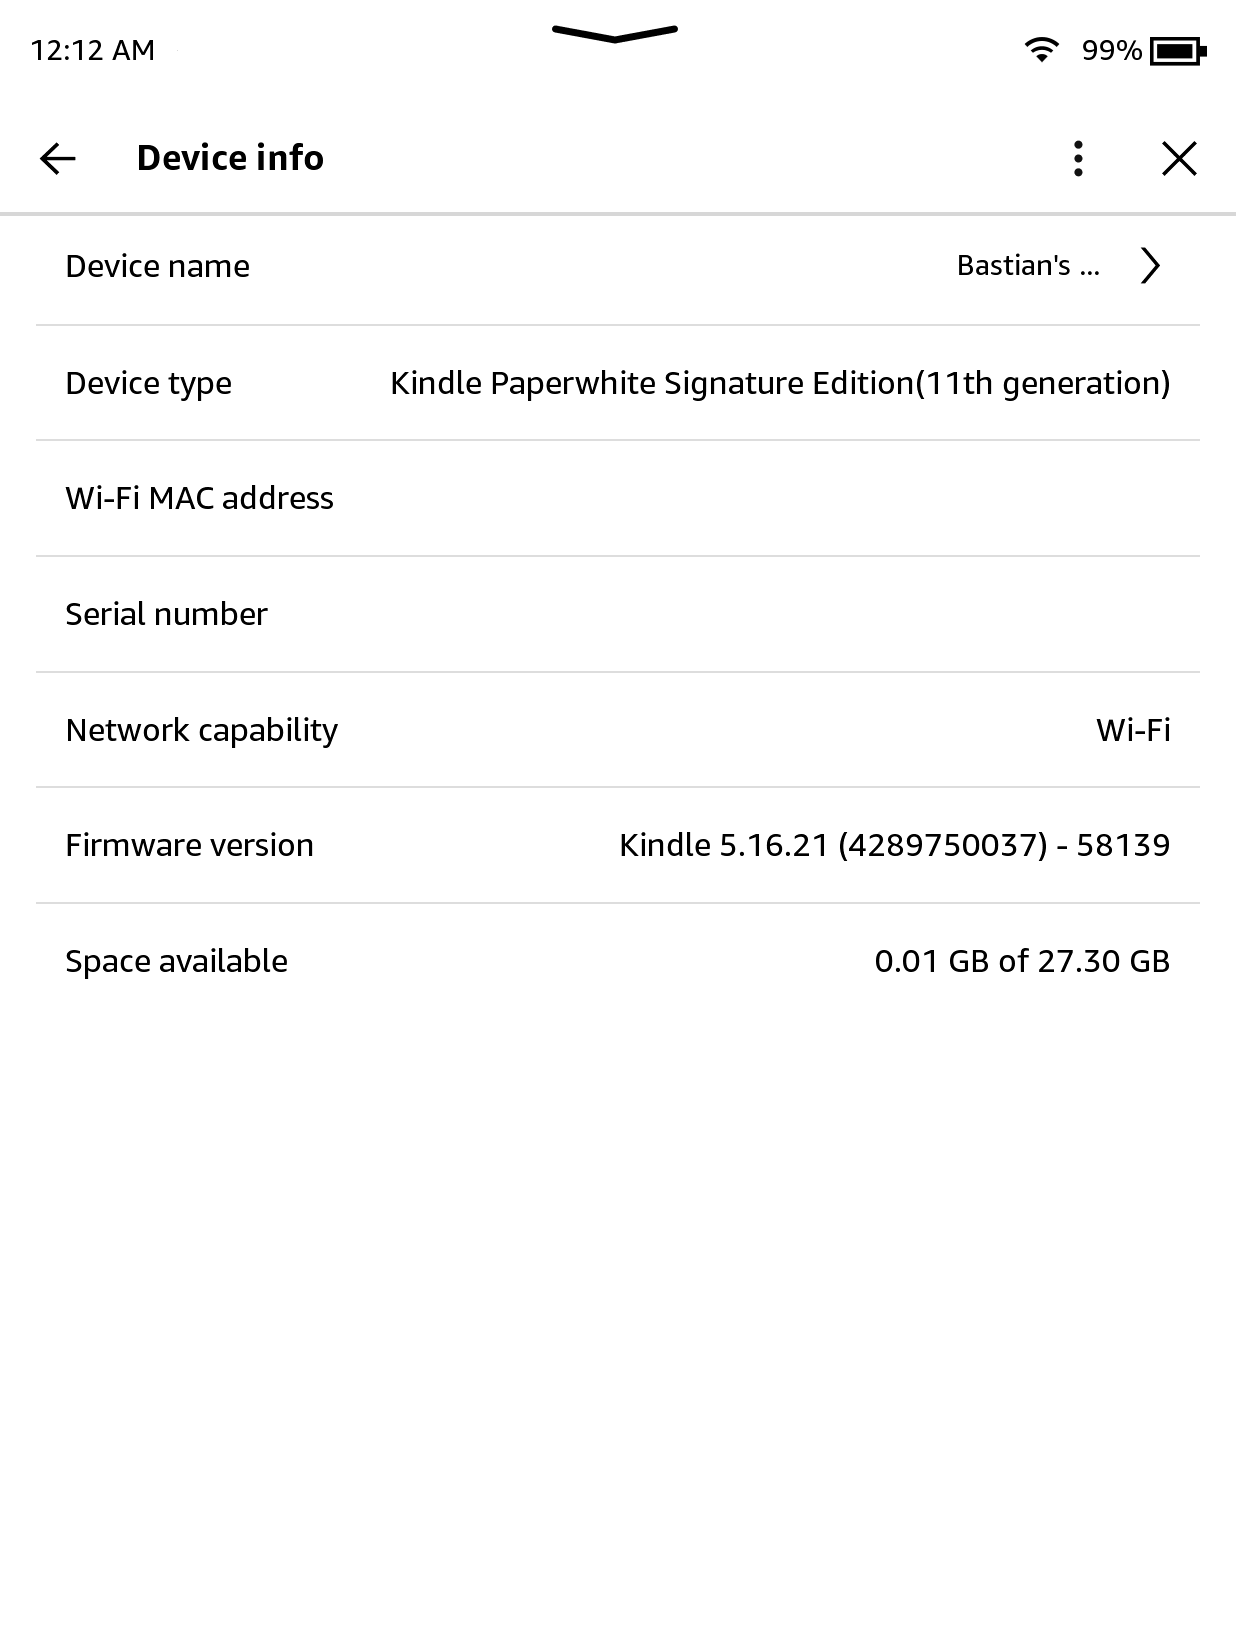 12:12 AM 99%
Device info
Device name Bastian's ...
Device type Kindle Paperwhite Signature Edition(11th generation)
Wi-Fi MAC address
Serial number
Network capability Wi-Fi
Firmware version Kindle 5.16.21 (4289750037) - 58139
Space available 0.01 GB of 27.30 GB